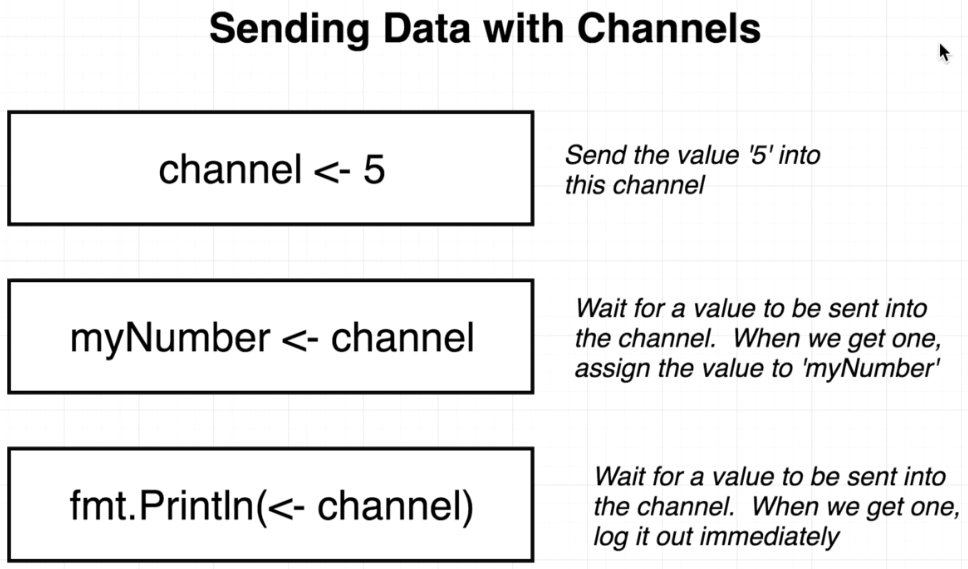 Sending Data with Channels
channel <- 5
Send the value '5' into
this channel
myNumber <- channel
Wait for a value to be sent into
the channel.  When we get one,
assign the value to 'myNumber'
fmt.Println(<- channel)
Wait for a value to be sent into
the channel.  When we get one,
log it out immediately